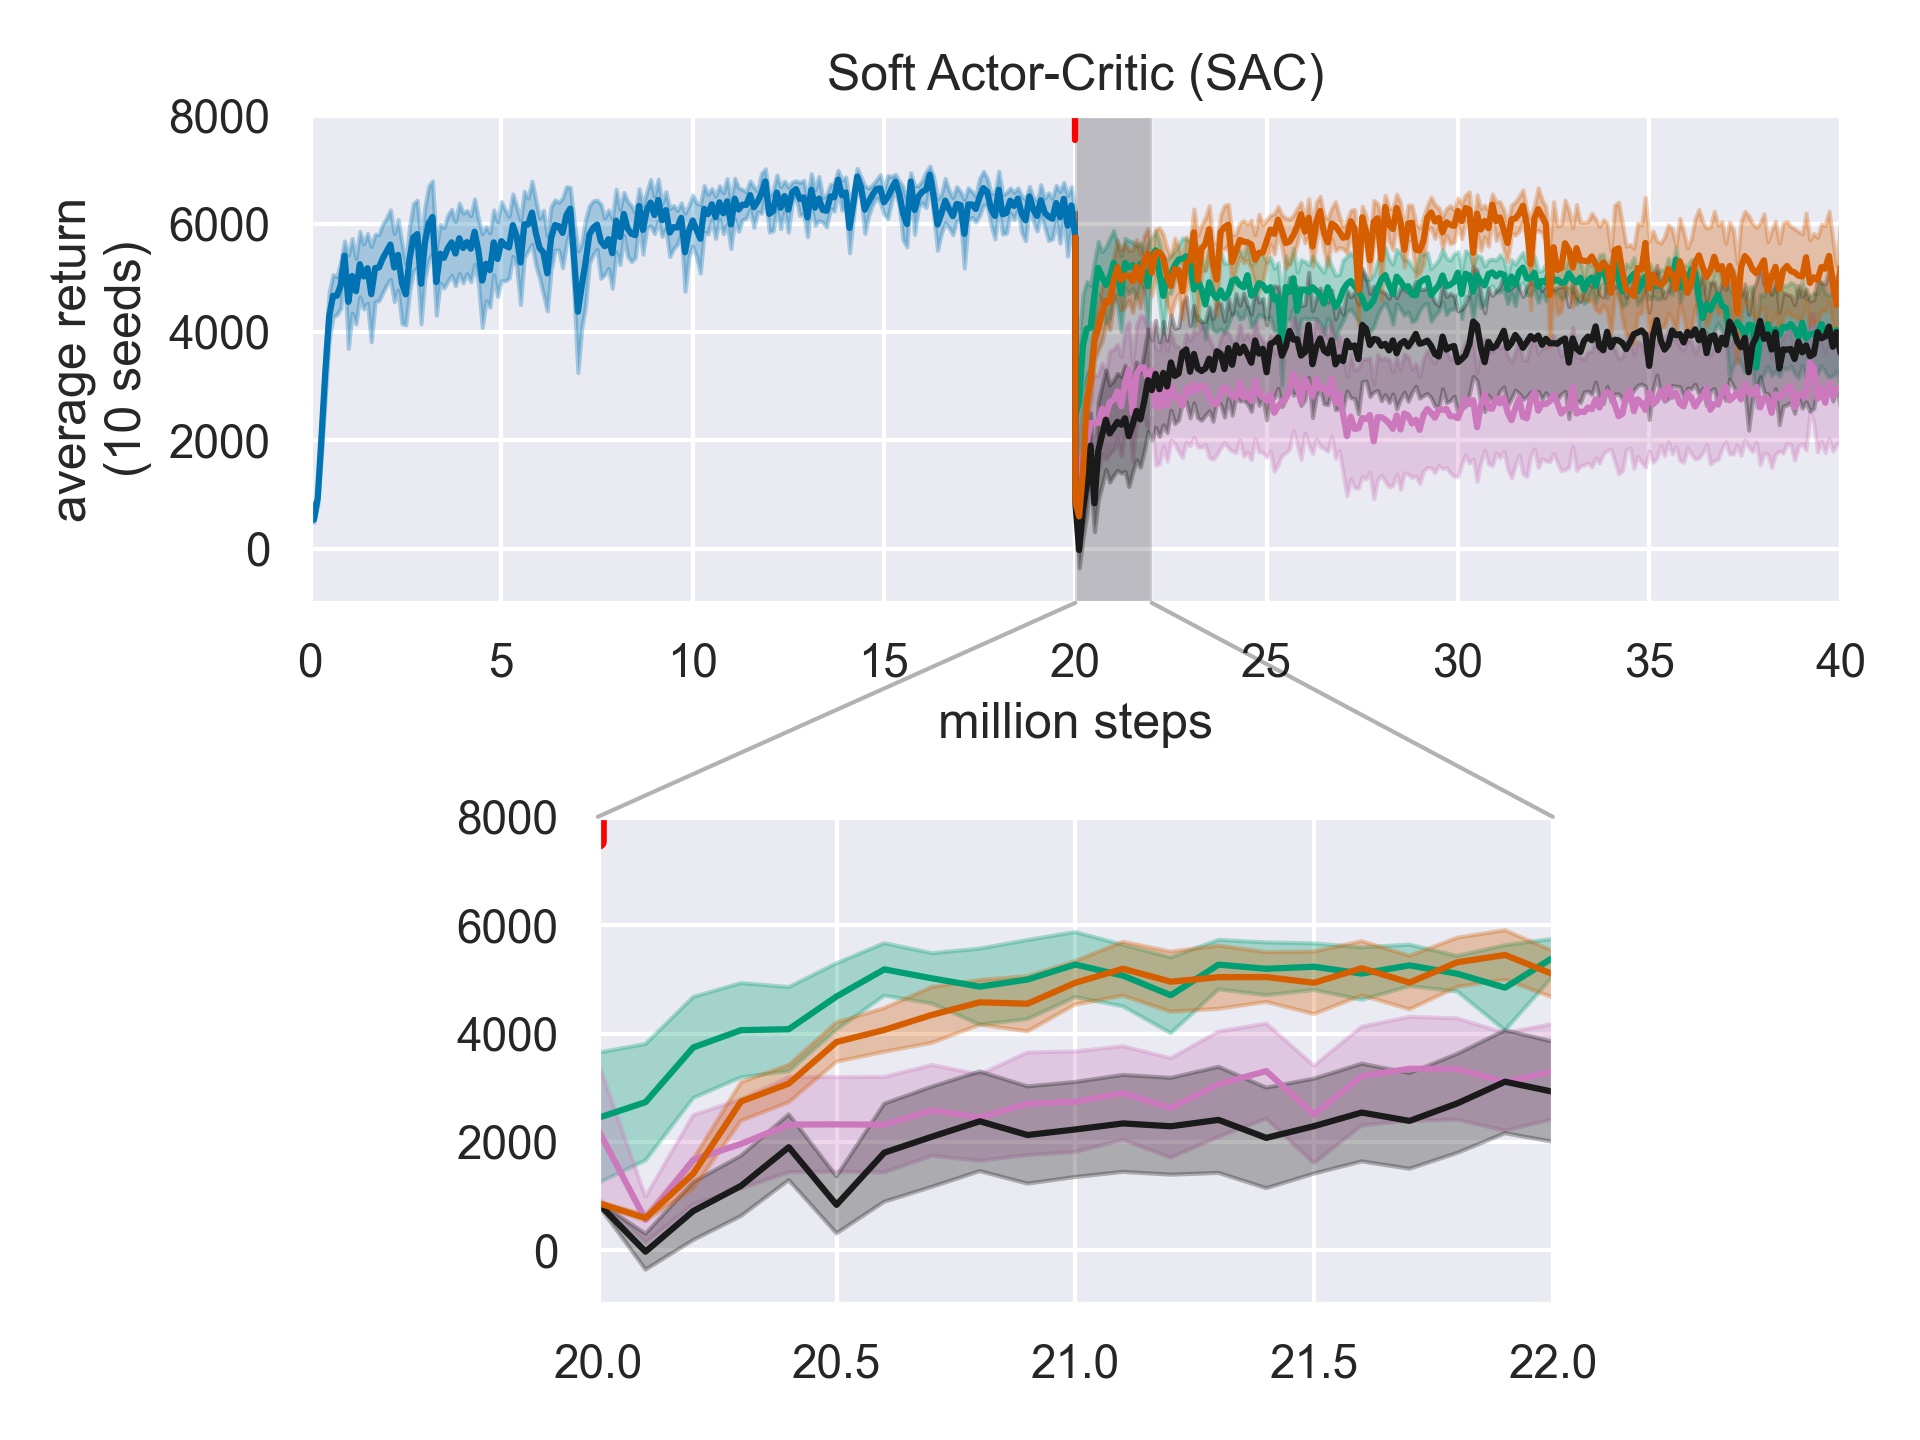 Soft Actor-Critic (SAC)
average return
(10 seeds)
8000
6000
4000
2000
0
0 5 10 15 20 25 30 35 40
million steps
8000
6000
4000
2000
0
20.0 20.5 21.0 21.5 22.0